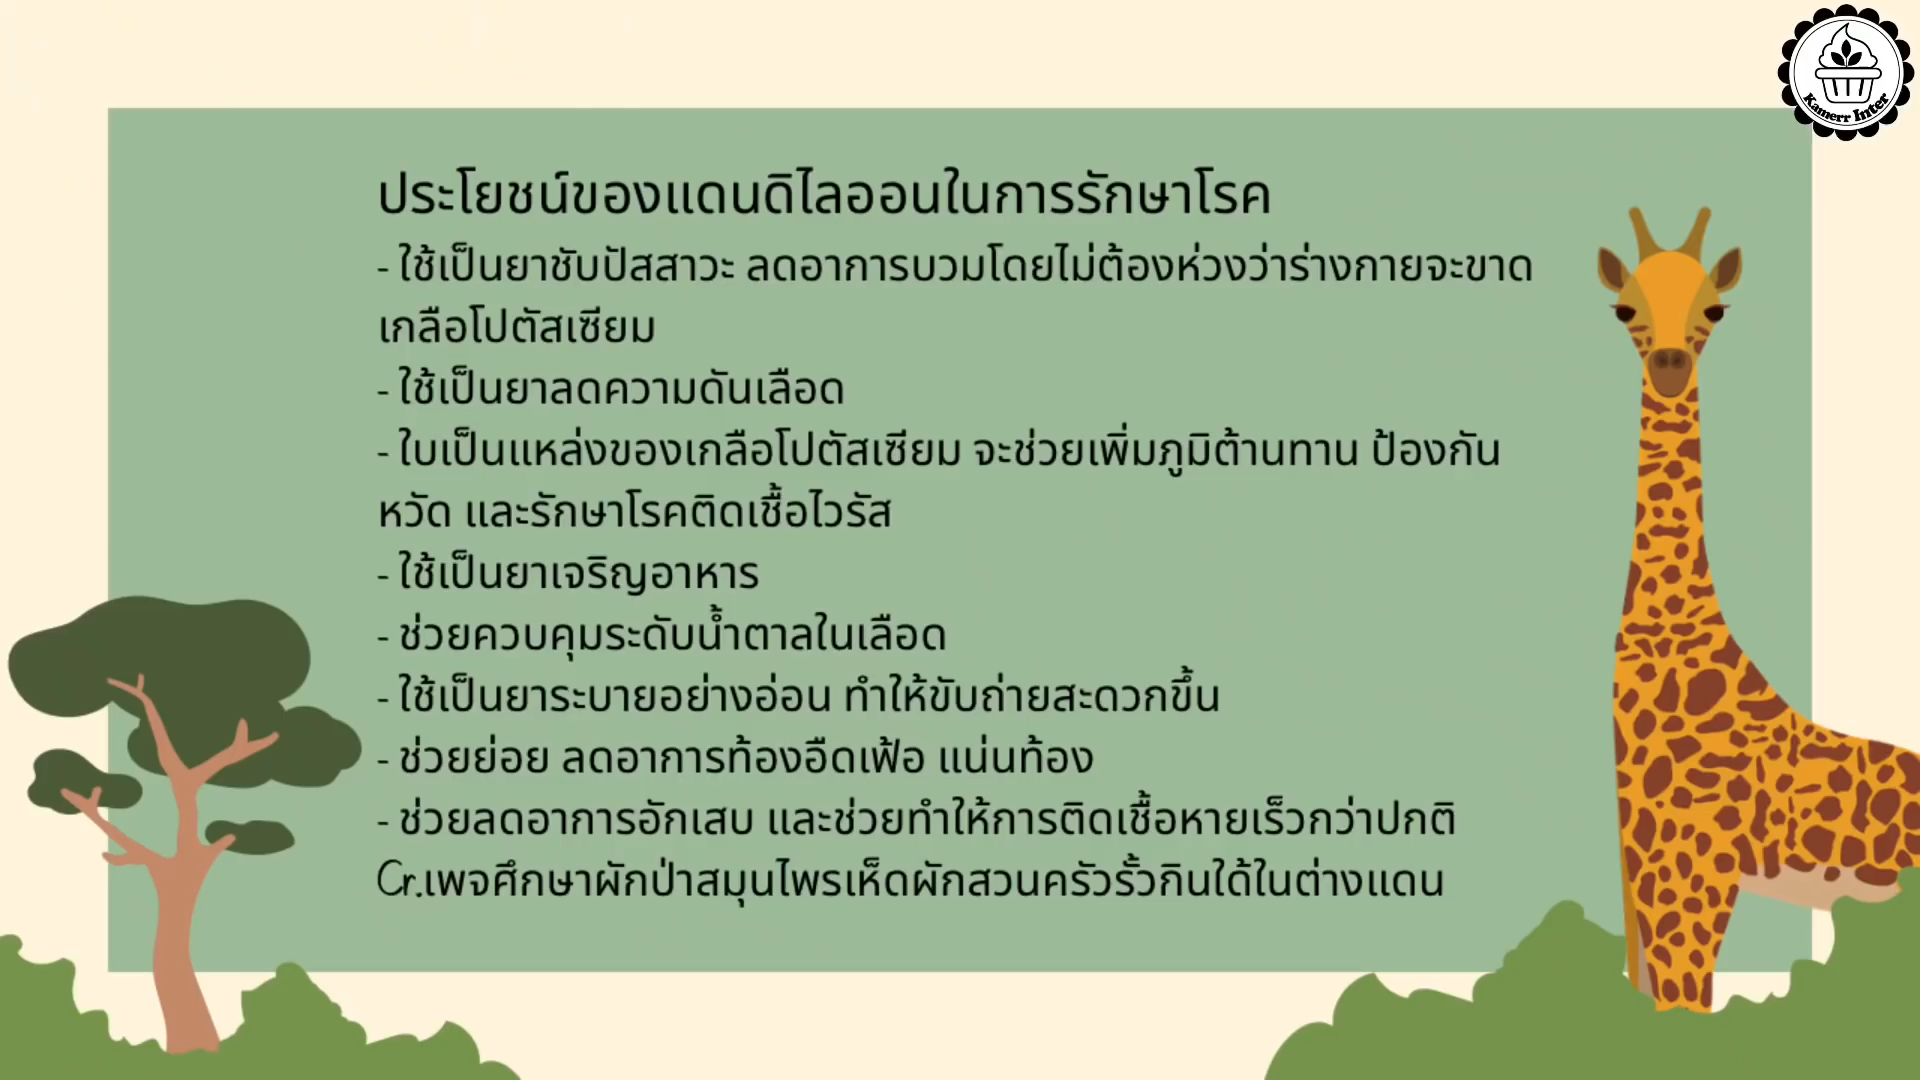 Kamerr Inter
ประโยชน์ของแดนดิไลออนในการรักษาโรค
- ใช้เป็นยาขับปัสสาวะ ลดอาการบวมโดยไม่ต้องห่วงว่าร่างกายจะขาด
เกลือโปตัสเซียม
- ใช้เป็นยาลดความดันเลือด
- ใบเป็นแหล่งของเกลือโปตัสเซียม จะช่วยเพิ่มภูมิต้านทาน ป้องกัน
หวัด และรักษาโรคติดเชื้อไวรัส
- ใช้เป็นยาเจริญอาหาร
- ช่วยควบคุมระดับน้ำตาลในเลือด
- ใช้เป็นยาระบายอย่างอ่อน ทำให้ขับถ่ายสะดวกขึ้น
- ช่วยย่อย ลดอาการท้องอืดเฟ้อ แน่นท้อง
- ช่วยลดอาการอักเสบ และช่วยทำให้การติดเชื้อหายเร็วกว่าปกติ
Cr.เพจศึกษาผักป่าสมุนไพรเห็ดผักสวนครัวรั้วกินใด้ในต่างแดน